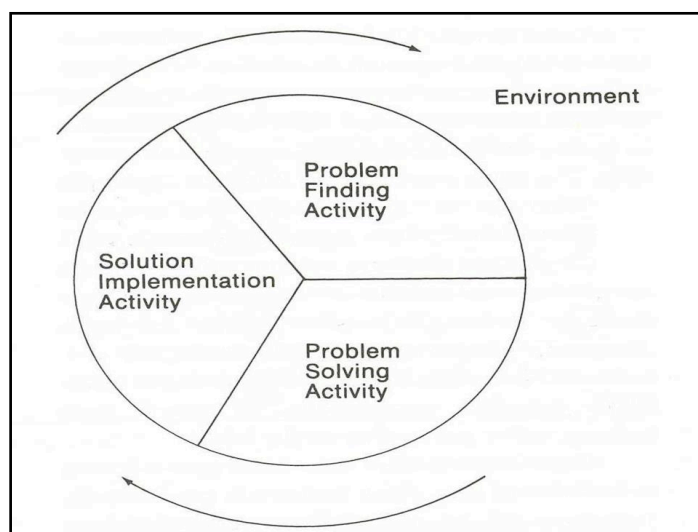 Environment
Problem
Finding
Activity
Solution
Implementation
Activity
Problem
Solving
Activity